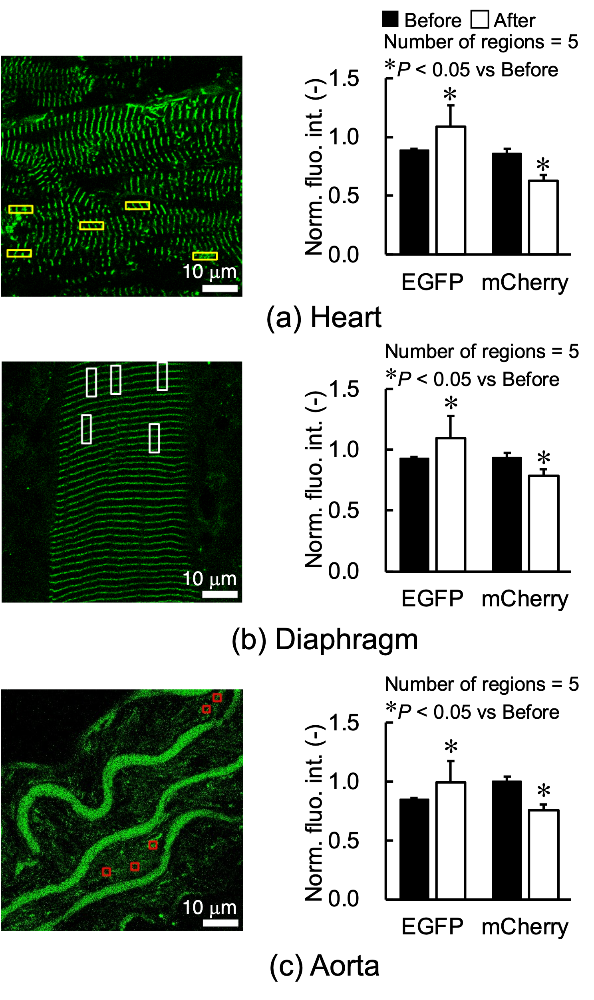 Before After
Number of regions = 5
*P < 0.05 vs Before
Norm. fluo. int. (-)
1.5
1.0
0.5
0.0
*
*
EGFP mCherry
10 μm
(a) Heart
Number of regions = 5
*P < 0.05 vs Before
Norm. fluo. int. (-)
1.5
1.0
0.5
0.0
*
*
EGFP mCherry
10 μm
(b) Diaphragm
Number of regions = 5
*P < 0.05 vs Before
Norm. fluo. int. (-)
1.5
1.0
0.5
0.0
*
*
EGFP mCherry
10 μm
(c) Aorta